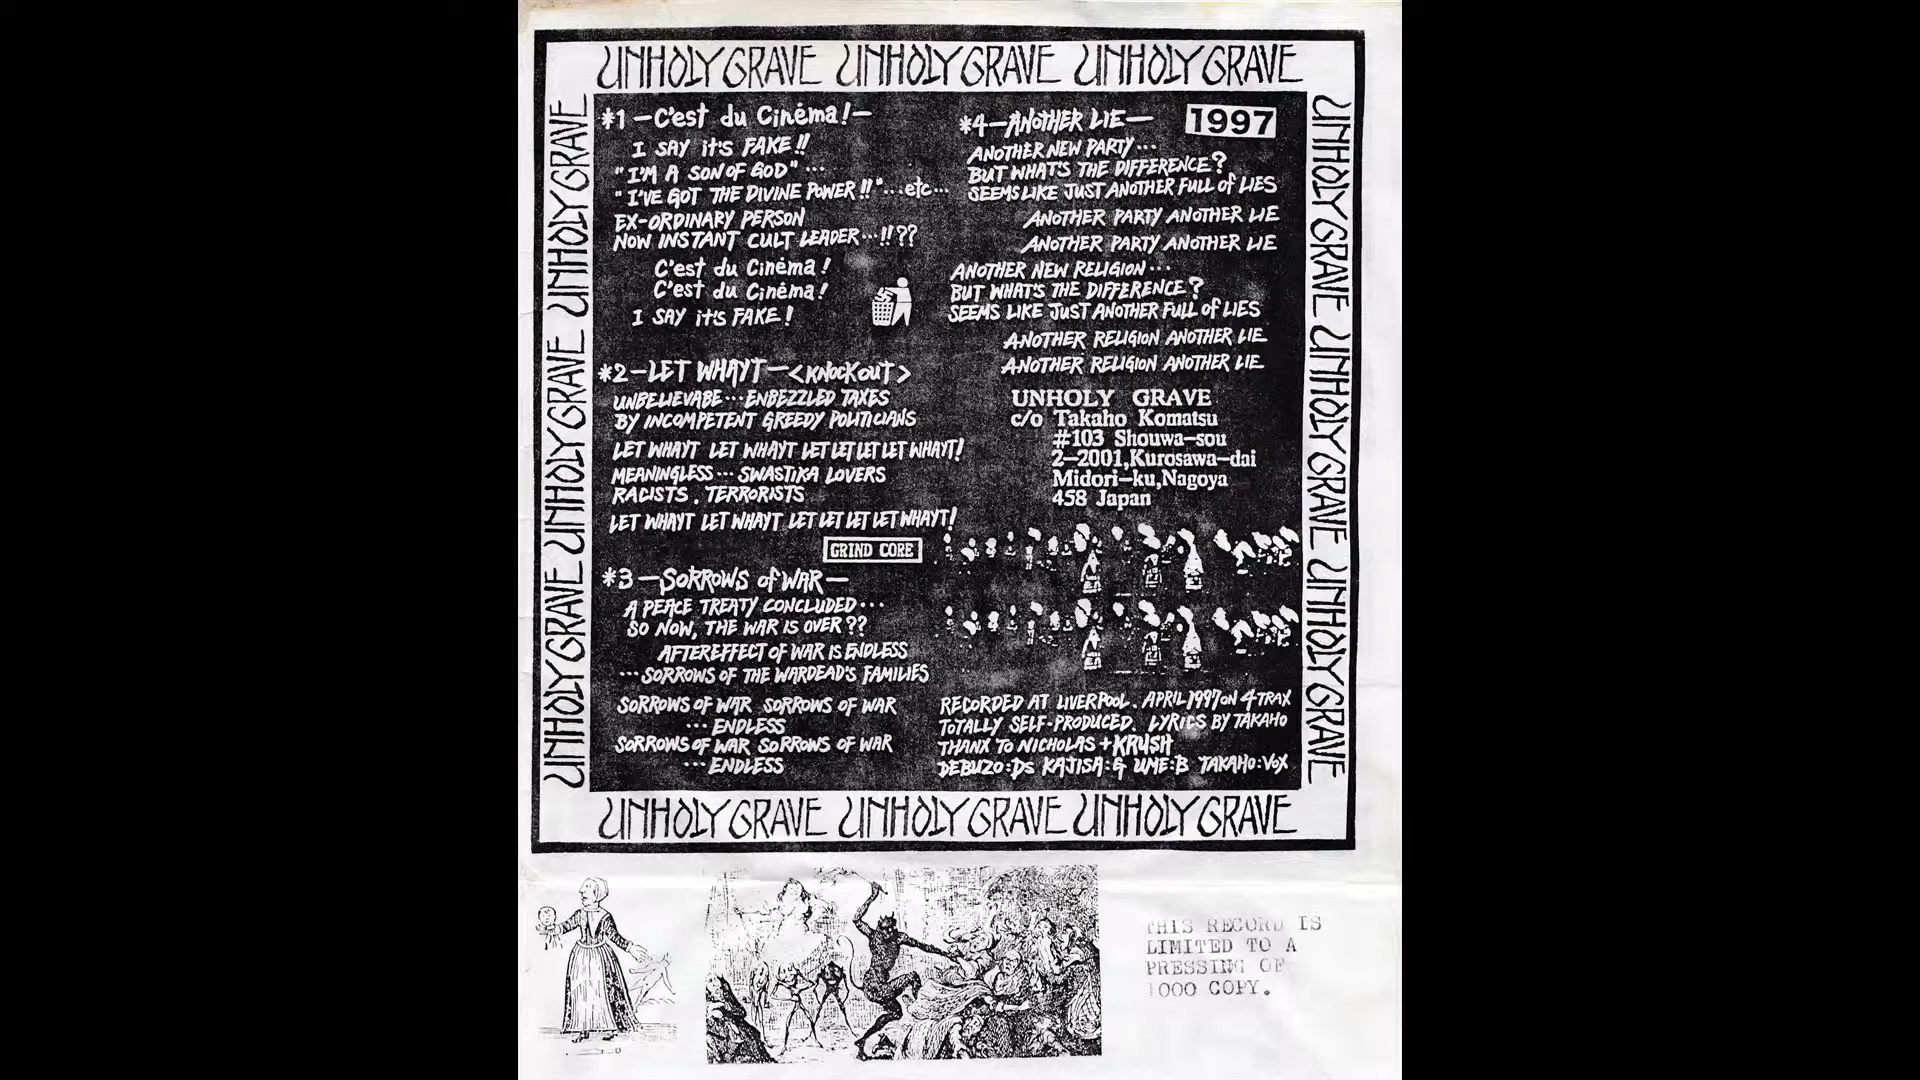 UNHOLY GRAVE UNHOLY GRAVE UNHOLY GRAVE
UNHOLY GRAVE UNHOLY GRAVE UNHOLY GRAVE
*1 —C'est du Cinéma!—
I SAY it's FAKE!!
"I'M A SON OF GOD" ...
"I'VE GOT THE DIVINE POWER!!"...etc...
EX-ORDINARY PERSON
NOW INSTANT CULT LEADER...!!??
C'est du Cinéma!
C'est du Cinéma!
I SAY it's FAKE!
*2—LET WHAYT—<KNOCKOUT>
UNBELIEVABE... ENBEZZLED TAXES
BY INCOMPETENT GREEDY POLITICIANS
LET WHAYT LET WHAYT LET LET LET LET WHAYT!
MEANINGLESS... SWASTIKA LOVERS
RACISTS. TERRORISTS
LET WHAYT LET WHAYT LET LET LET LET WHAYT!
GRIND CORE
*3—SORROWS of WAR—
A PEACE TREATY CONCLUDED...
SO NOW, THE WAR IS OVER??
AFTEREFFECT OF WAR IS ENDLESS
...SORROWS OF THE WARDEAD'S FAMILIES
SORROWS OF WAR SORROWS OF WAR
...ENDLESS
SORROWS OF WAR SORROWS OF WAR
...ENDLESS
*4—ANOTHER LIE—
1997
ANOTHER NEW PARTY...
BUT WHAT'S THE DIFFERENCE?
SEEMS LIKE JUST ANOTHER FULL of LIES
ANOTHER PARTY ANOTHER LIE
ANOTHER PARTY ANOTHER LIE
ANOTHER NEW RELIGION...
BUT WHAT'S THE DIFFERENCE?
SEEMS LIKE JUST ANOTHER FULL of LIES
ANOTHER RELIGION ANOTHER LIE
ANOTHER RELIGION ANOTHER LIE
UNHOLY GRAVE
c/o Takaho Komatsu
#103 Shouwa-sou
2-2001,Kurosawa-dai
Midori-ku,Nagoya
458 Japan
RECORDED AT LIVERPOOL. APRIL 1997 ON 4 TRAX
TOTALLY SELF-PRODUCED. LYRICS BY TAKAHO
THANX TO NICHOLAS + KRUSH
DEBUZO:DS KAJISA:G UME:B TAKAHO:VOX
UNHOLY GRAVE UNHOLY GRAVE UNHOLY GRAVE
UNHOLY GRAVE UNHOLY GRAVE UNHOLY GRAVE
THIS RECORD IS
LIMITED TO A
PRESSING OF
1000 COPY.